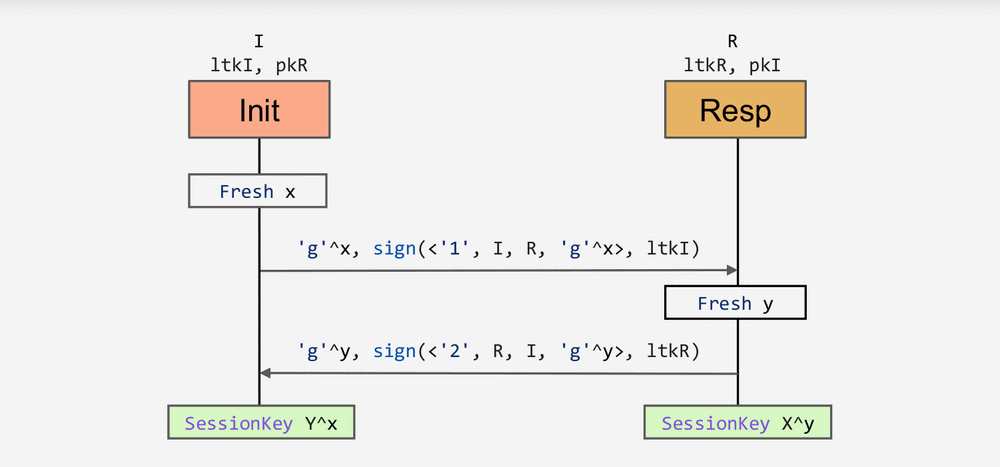 I
ltkI, pkR
Init
R
ltkR, pkI
Resp
Fresh x
'g'^x, sign(<'1', I, R, 'g'^x>, ltkI)
Fresh y
'g'^y, sign(<'2', R, I, 'g'^y>, ltkR)
SessionKey Y^x
SessionKey X^y